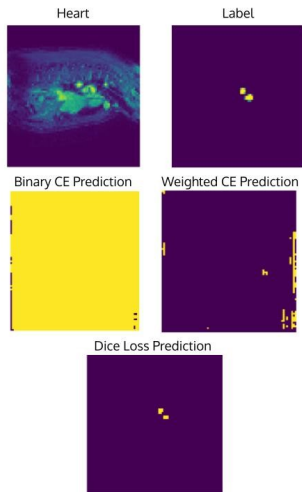 Heart
Label
Binary CE Prediction
Weighted CE Prediction
Dice Loss Prediction